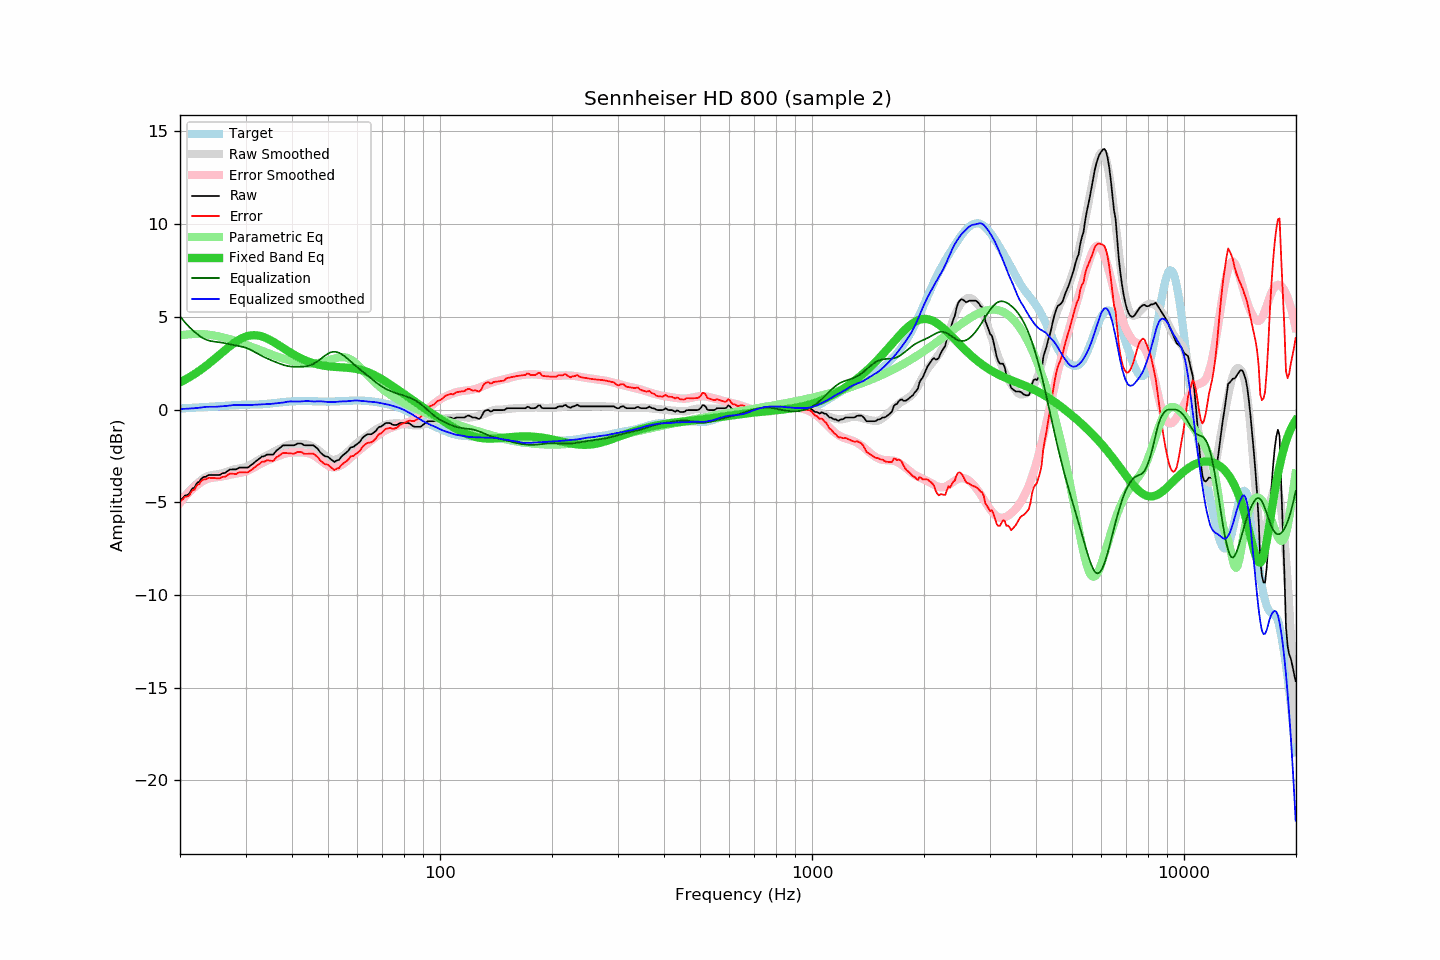 Sennheiser HD 800 (sample 2)
15
10
5
0
−5
−10
−15
−20
Amplitude (dBr)
Target
Raw Smoothed
Error Smoothed
Raw
Error
Parametric Eq
Fixed Band Eq
Equalization
Equalized smoothed
100
1000
10000
Frequency (Hz)